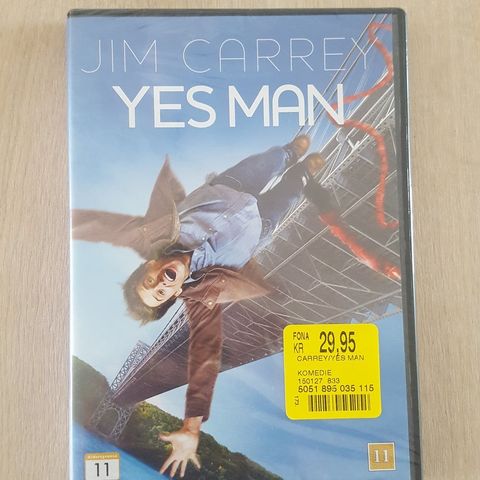 JIM CARREY
YES MAN
FONA
KR 29,95
CARREY/YES MAN
KOMEDIE
150127 833
5051 895 035 115
173
11
11